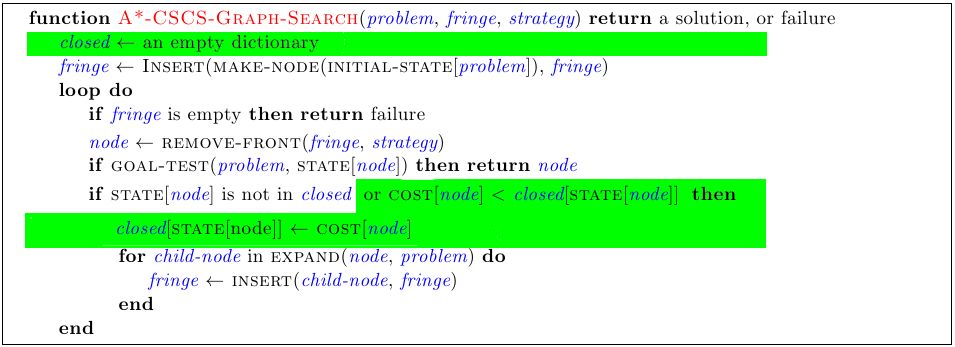 function A*-CSCS-Graph-Search(problem, fringe, strategy) return a solution, or failure
closed ← an empty dictionary
fringe ← Insert(make-node(initial-state[problem]), fringe)
loop do
if fringe is empty then return failure
node ← remove-front(fringe, strategy)
if goal-test(problem, state[node]) then return node
if state[node] is not in closed or cost[node] < closed[state[node]] then
closed[state[node]] ← cost[node]
for child-node in expand(node, problem) do
fringe ← insert(child-node, fringe)
end
end